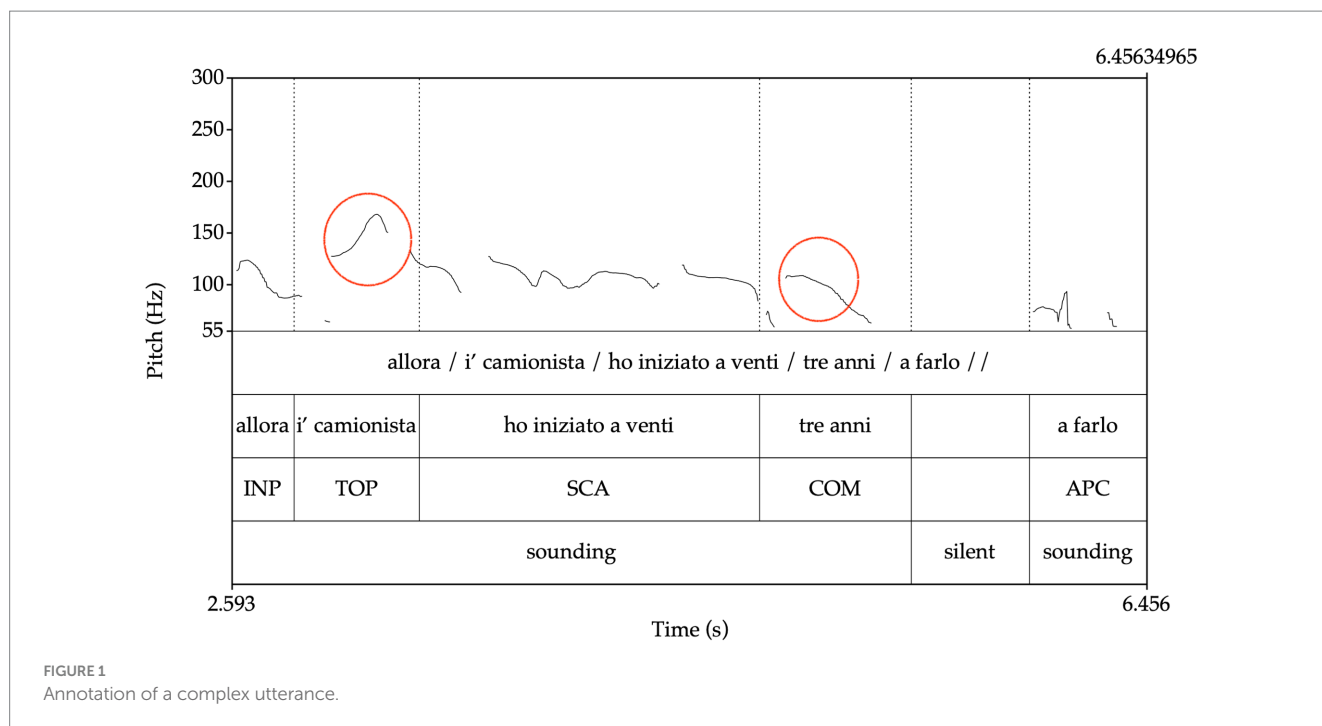 6.45634965
300
250
200
150
100
55
Pitch (Hz)
allora / i’ camionista / ho iniziato a venti / tre anni / a farlo //
allora i’ camionista ho iniziato a venti tre anni a farlo
INP TOP SCA COM APC
sounding silent sounding
2.593 6.456
Time (s)
FIGURE 1
Annotation of a complex utterance.